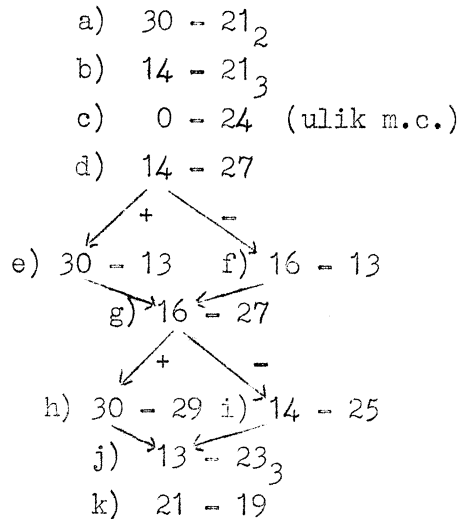 a) 30 - 21₂
b) 14 - 21₃
c) 0 - 24 (ulik m.c.)
d) 14 - 27
+ -
e) 30 - 13 f) 16 - 13
g) 16 - 27
+ -
h) 30 - 29 i) 14 - 25
j) 13 - 23₃
k) 21 - 19